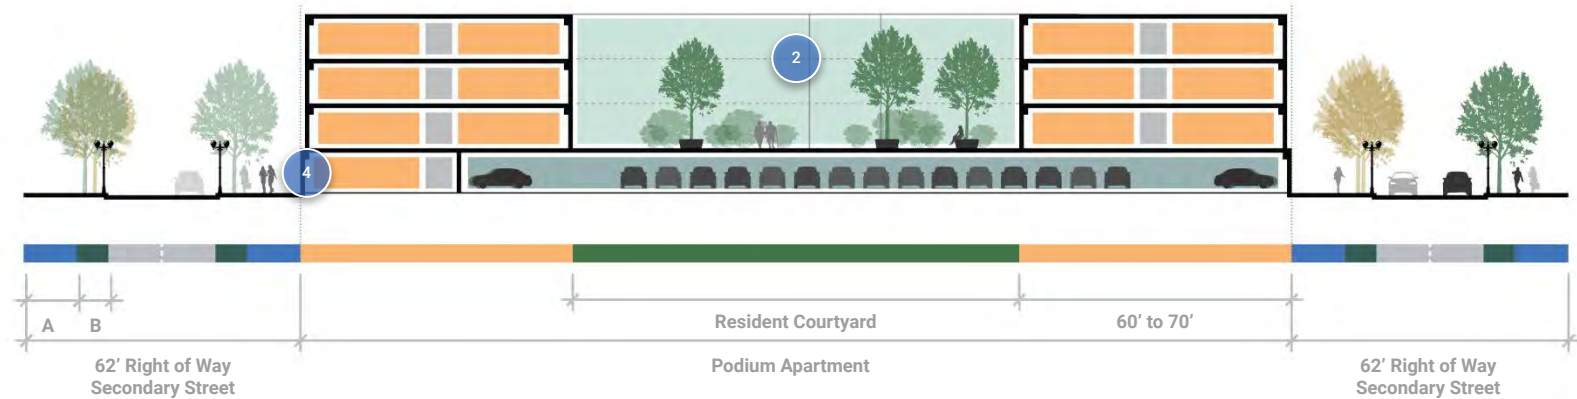 2
4
A
B
Resident Courtyard
60’ to 70’
62’ Right of Way
Secondary Street
Podium Apartment
62’ Right of Way
Secondary Street